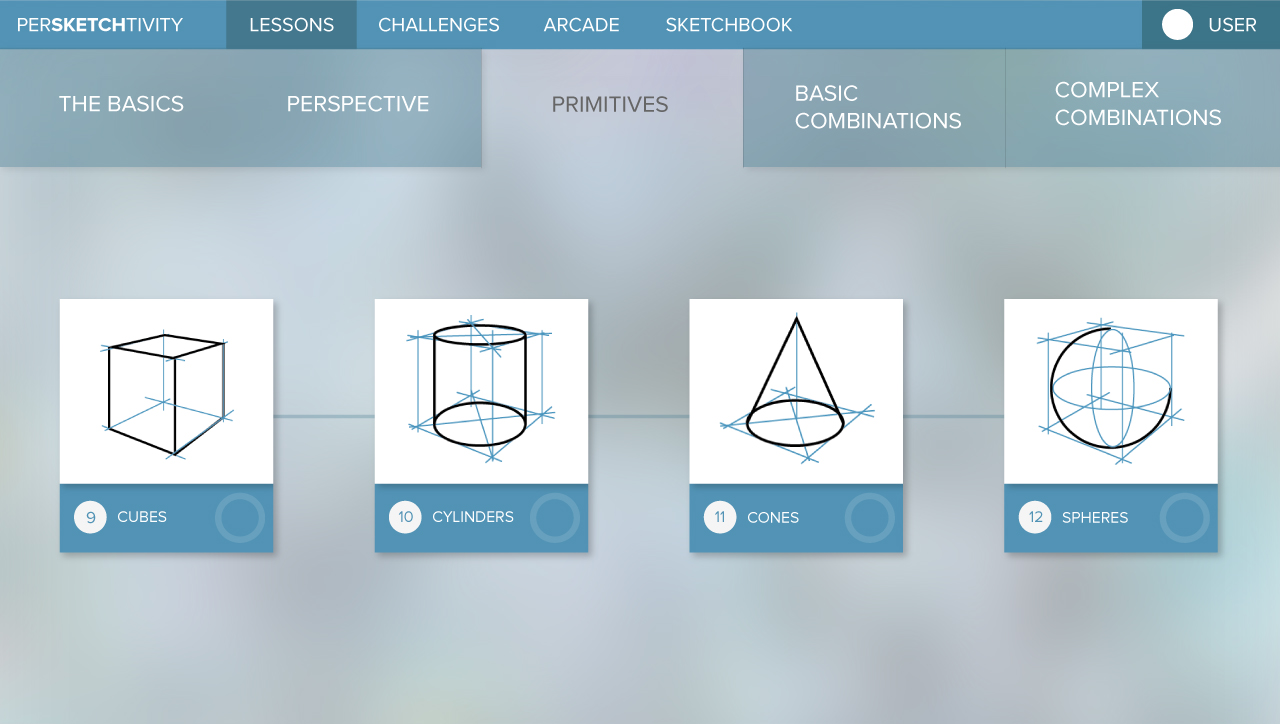 PERSKETCHTIVITY LESSONS CHALLENGES ARCADE SKETCHBOOK USER
THE BASICS
PERSPECTIVE
PRIMITIVES
BASIC
COMBINATIONS
COMPLEX
COMBINATIONS
9 CUBES
10 CYLINDERS
11 CONES
12 SPHERES